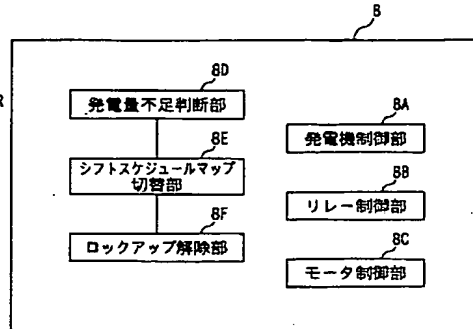 8
8D
発電量不足判断部
8E
シフトスケジュールマップ
切替部
8F
ロックアップ解除部
8A
発電機制御部
8B
リレー制御部
8C
モータ制御部
R